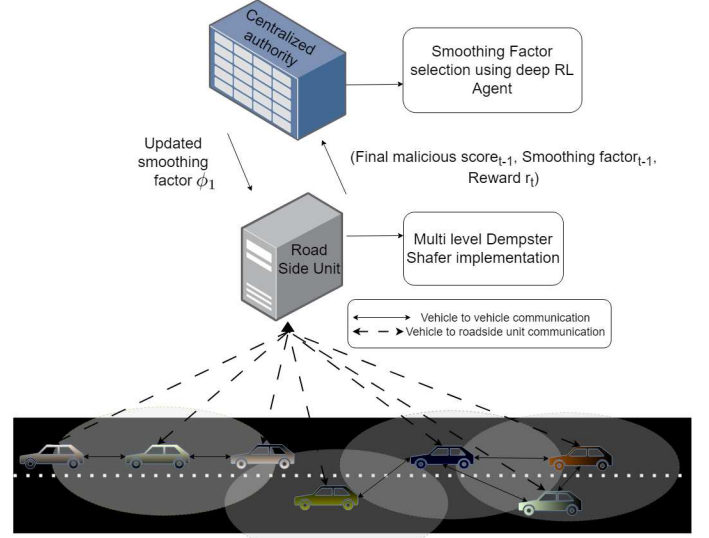 Centralized
authority
Smoothing Factor
selection using deep RL
Agent
Updated
smoothing
factor ϕ₁
(Final malicious scoreₜ₋₁, Smoothing factorₜ₋₁,
Reward rₜ)
Road
Side Unit
Multi level Dempster
Shafer implementation
Vehicle to vehicle communication
Vehicle to roadside unit communication